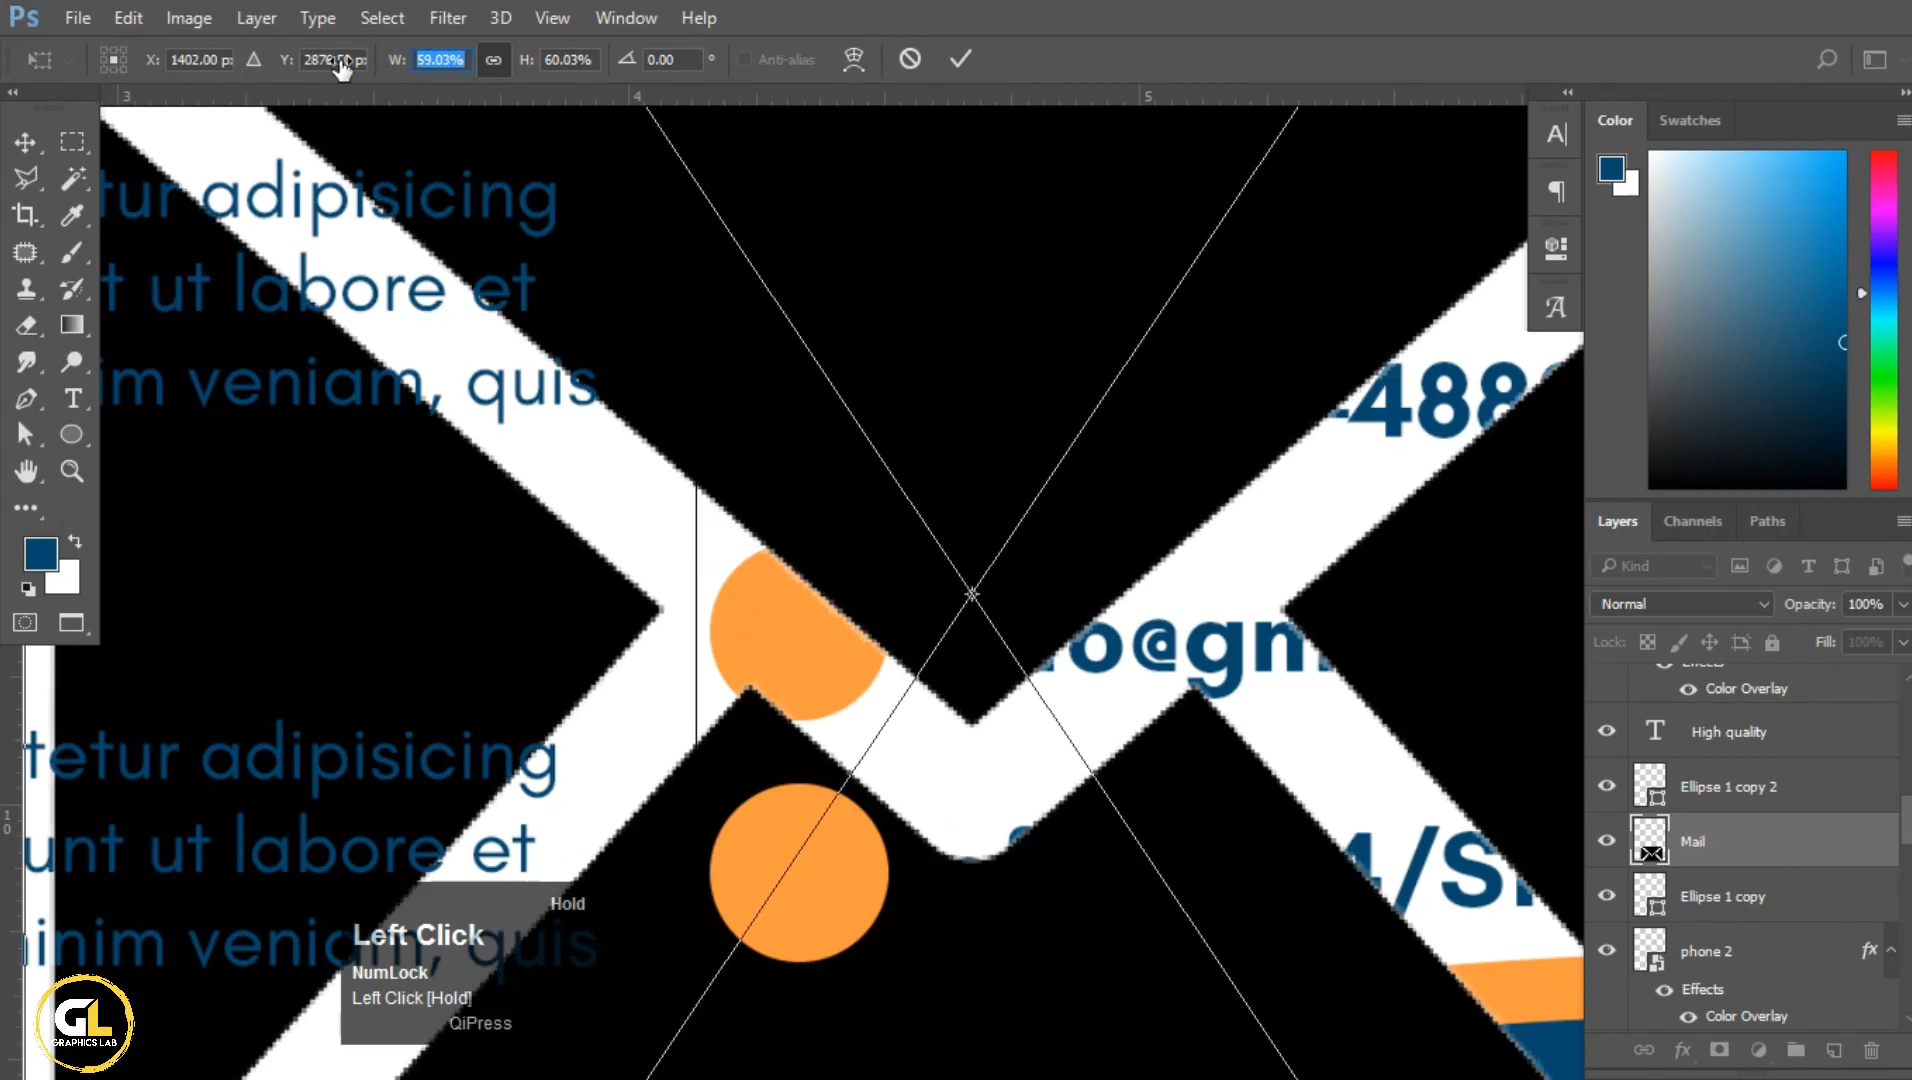 Ps File Edit Image Layer Type Select Filter 3D View Window Help
X: 1402.00 p: Y: W: 59.03% H: 60.03% 0.00 ° Anti-alias
3 4 5
Color Swatches
tur adipisicing
t ut labore et
im veniam, quis
-488
o@gm
tetur adipisicing
unt ut labore et
inim veniam, quis
4/S
10
Hold
Left Click
NumLock
Left Click [Hold]
QiPress
GL
GRAPHICS LAB
Layers Channels Paths
Kind
Normal Opacity: 100%
Lock: Fill: 100%
Effects
Color Overlay
T High quality
Ellipse 1 copy 2
Mail
Ellipse 1 copy
phone 2 fx
Effects
Color Overlay